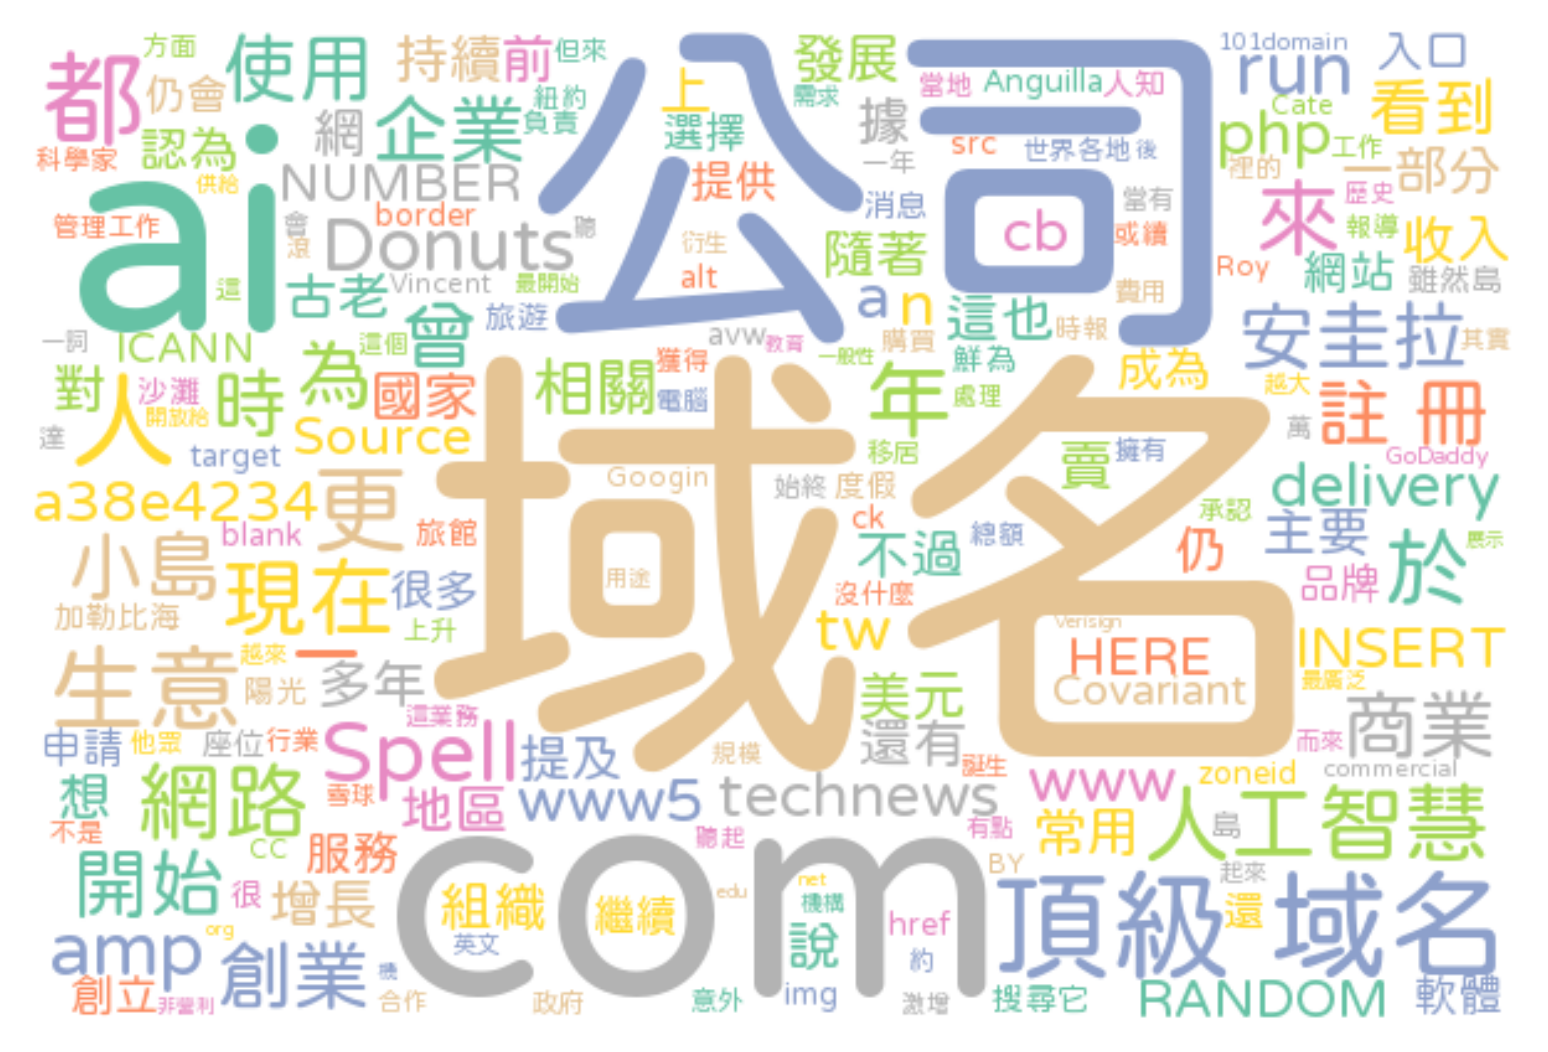 方面
都
仍會
使用
持續
前
但來
公司
上
發展
當地
Anguilla
人知
101domain
run
入口
看到
Cate
需求
紐約
負責
企業
網
認為
科學家
供給
選擇
據
一年
src
世界各地
後
php
工作
裡的
一部分
ai
NUMBER
提供
消息
當有
cb
或續
來
歷史
報導
收入
管理工作
border
會
滾
Donuts
聽
衍生
隨著
alt
費用
Roy
網站
雖然島
這
古老
Vincent
最開始
曾
旅遊
a
n
這也
時報
購買
安圭拉
其實
一詞
ICANN
這個
avw
教育
一般性
鮮為
成為
越大
對
沙灘
人
開放給
時
為
國家
相關
獲得
電腦
年
處理
萬
註冊
達
target
Source
域名
移居
賣
擁有
GoDaddy
a38e4234
更
Googin
始終
度假
delivery
承認
blank
旅館
ck
總額
不過
仍
主要
於
展示
小島
現在
很多
用途
沒什麼
品牌
加勒比海
上升
tw
Verisign
HERE
INSERT
生意
越來
一
陽光
多年
美元
Covariant
最廣泛
商業
這業務
申請
他眾
座位
行業
Spell
提及
規模
還有
誕生
而來
想
網路
雪球
地區
www5
technews
www
zoneid
commercial
不是
CC
服務
聽起
有點
常用
人工智慧
島
開始
很
增長
com
組織
繼續
edu
net
機構
BY
起來
頂級域名
還
amp
org
創業
機
英文
說
href
約
創立
非營利
合作
政府
意外
img
激增
搜尋它
RANDOM
軟體